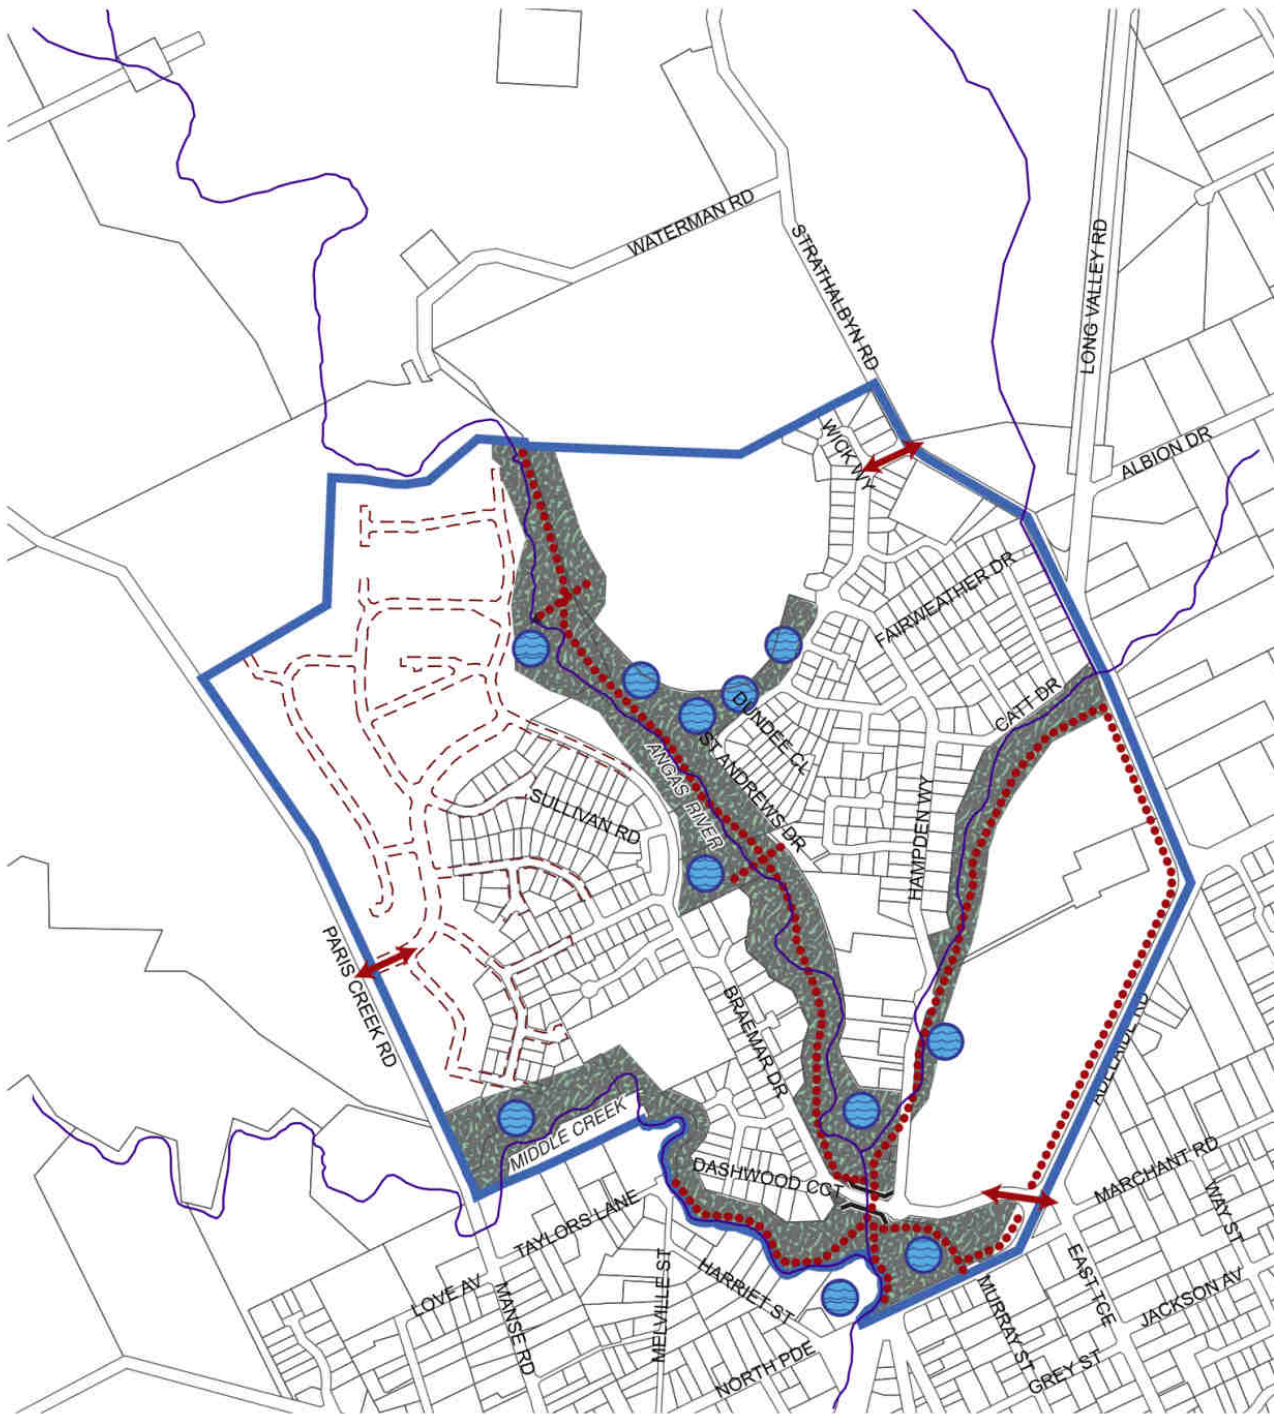 WATERMAN RD
STRATHALBYN RD
LONG VALLEY RD
ALBION DR
WICK WY
FAIRWEATHER DR
CATT DR
DUNDEE CL
ST ANDREWS DR
ANGAS RIVER
SULLIVAN RD
HAMPDEN WY
PARIS CREEK RD
BRAEMAR DR
ADELAIDE RD
MIDDLE CREEK
DASHWOOD CCT
MARCHANT RD
TAYLORS LANE
WAY ST
LOVE AV
MANSE RD
MELVILLE ST
HARRIET ST
EAST TCE
JACKSON AV
MURRAY ST
NORTH PDE
GREY ST